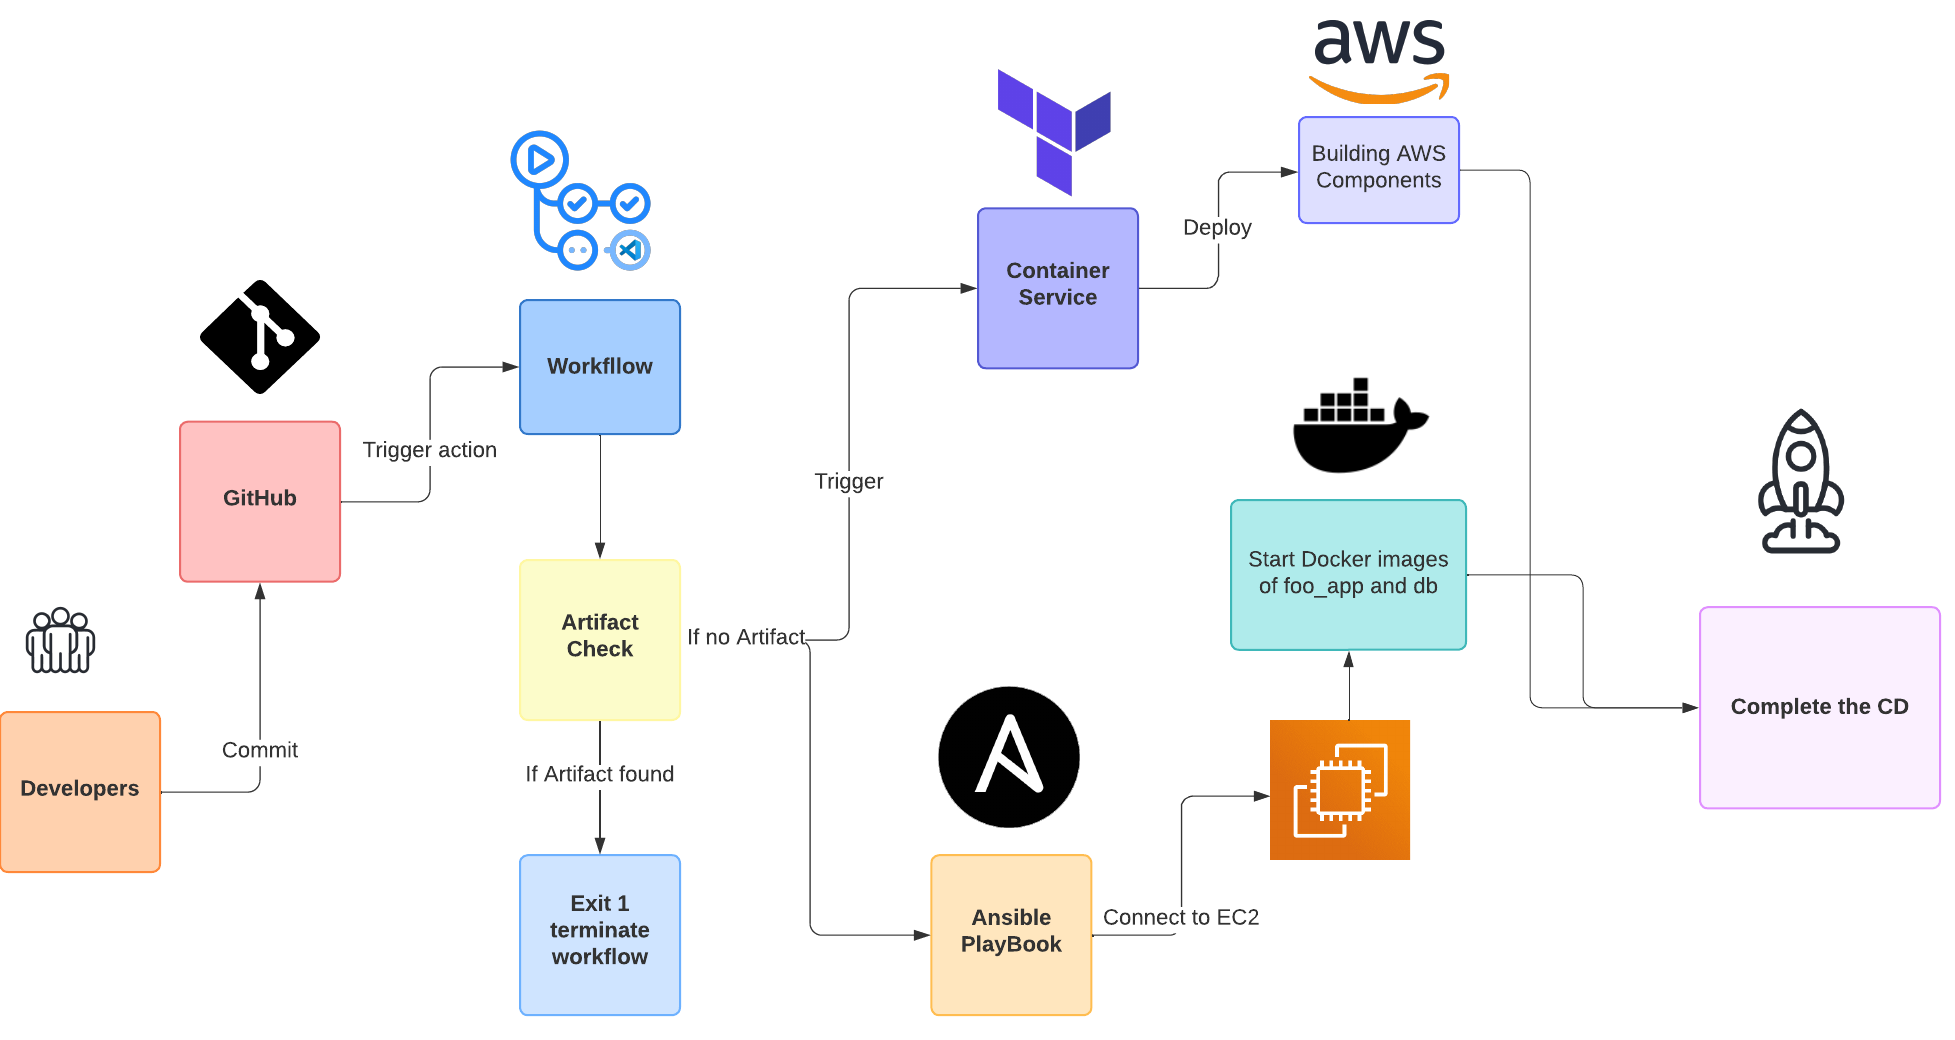 aws
Building AWS
Components
Deploy
Container
Service
Workfllow
Trigger action
GitHub
Trigger
Start Docker images
of foo_app and db
Artifact
Check
If no Artifact
Complete the CD
Commit
Developers
If Artifact found
Exit 1
terminate
workflow
Ansible
PlayBook
Connect to EC2